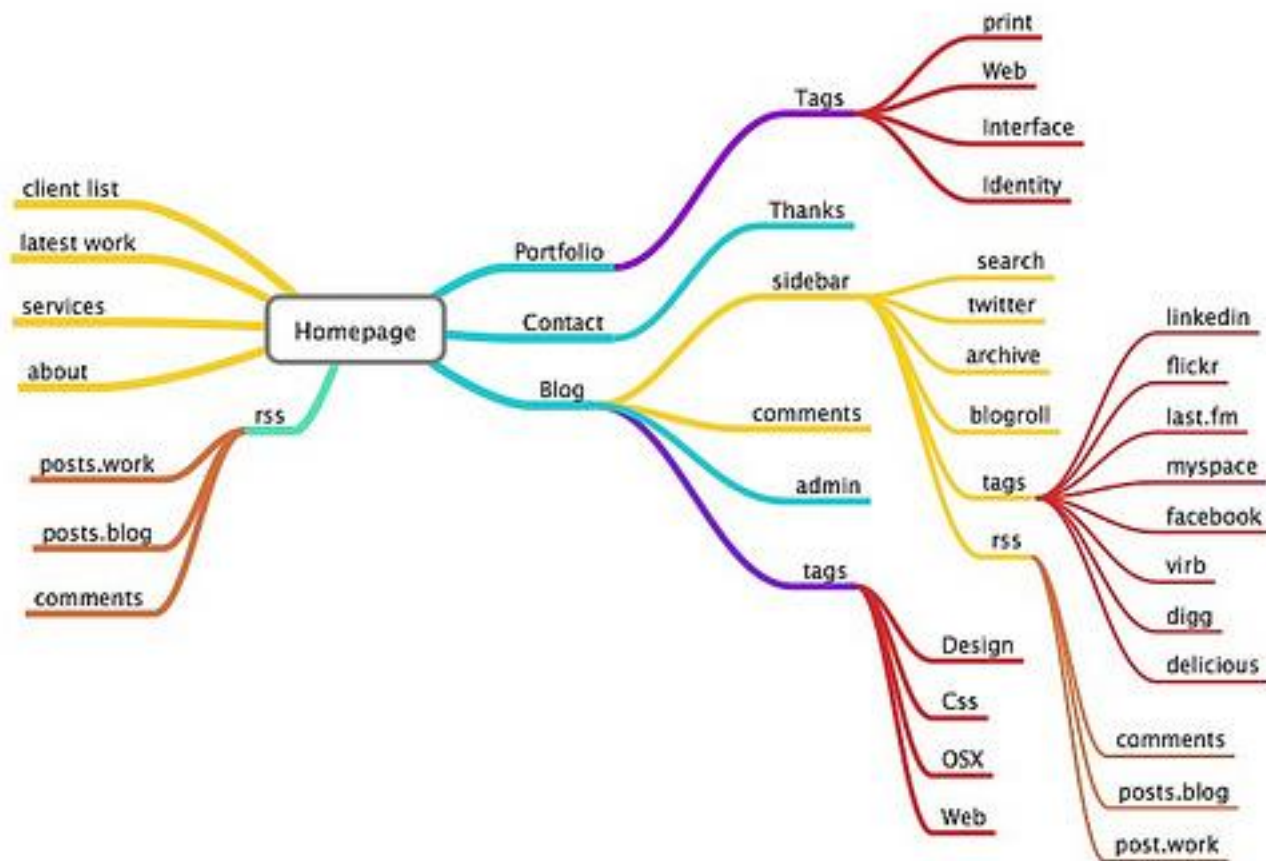 Homepage
client list
latest work
services
about
rss
posts.work
posts.blog
comments
Portfolio
Tags
print
Web
Interface
Identity
Contact
Thanks
Blog
sidebar
search
twitter
archive
blogroll
tags
linkedin
flickr
last.fm
myspace
facebook
virb
digg
delicious
rss
comments
posts.blog
post.work
comments
admin
tags
Design
Css
OSX
Web